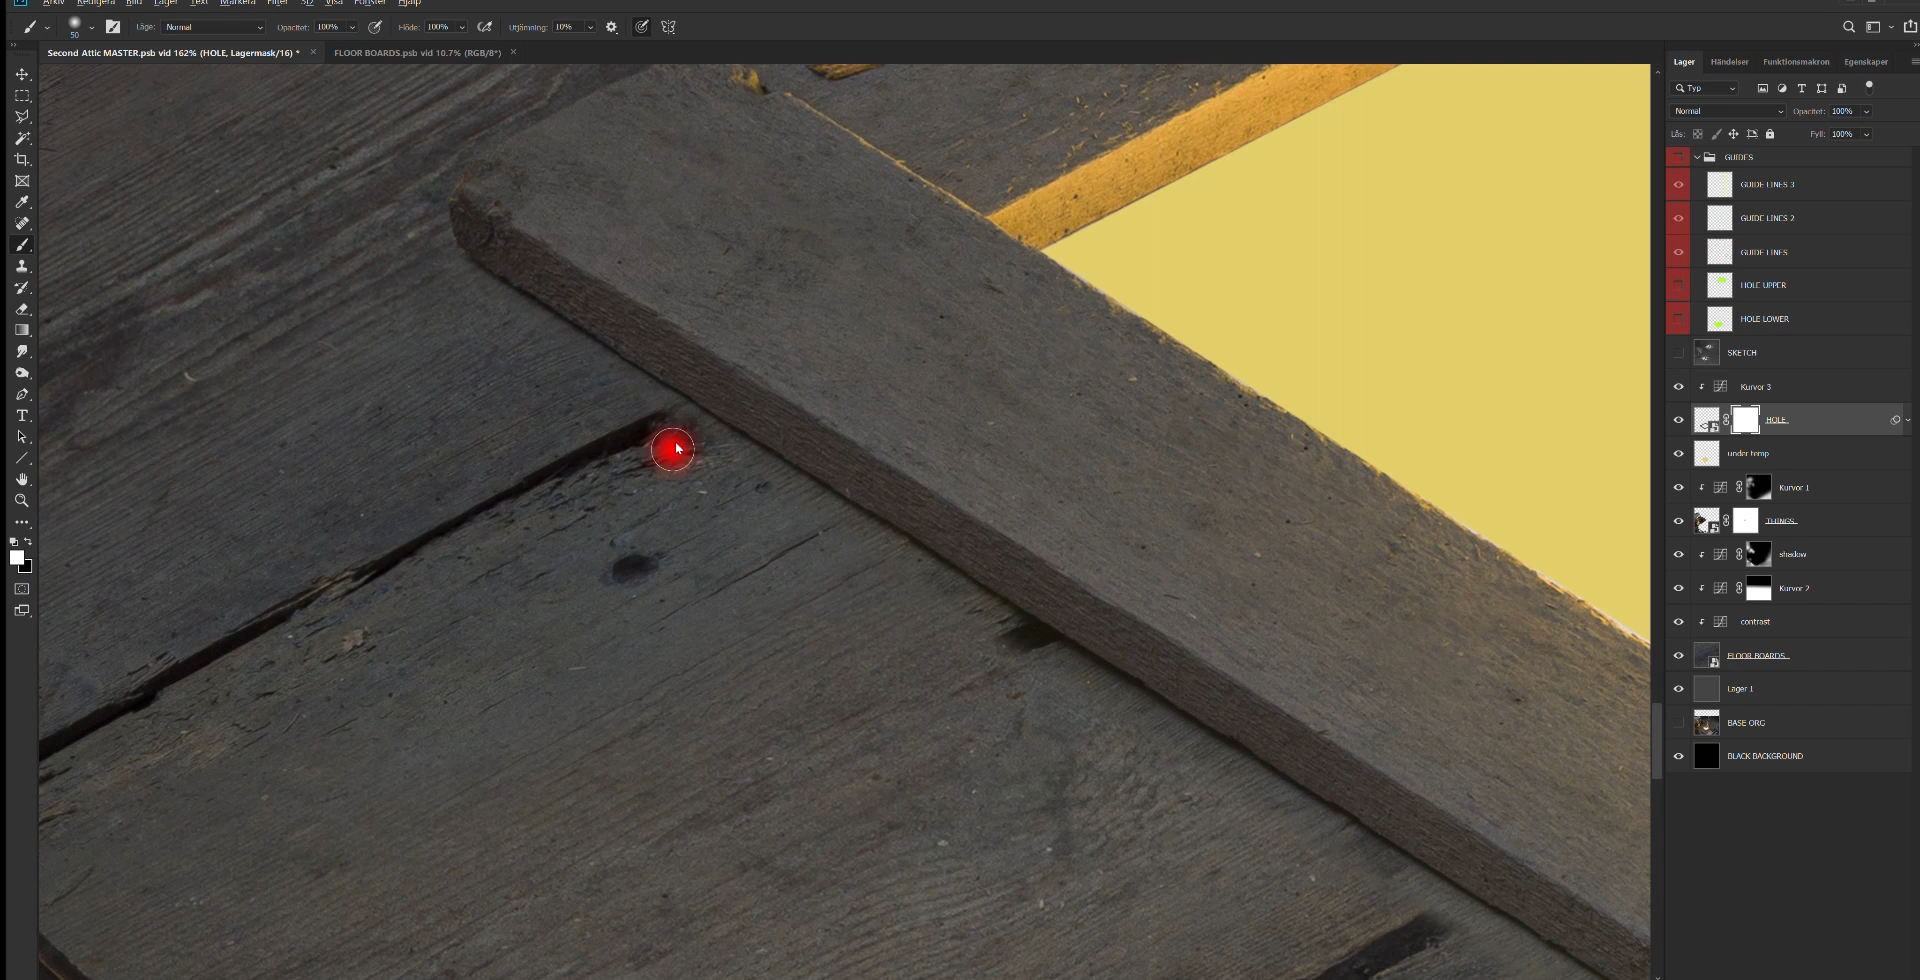 Arkiv Redigera Bild Lager Text Markera Filter 3D Visa Fönster Hjälp
50 Läge: Normal Opacitet: 100% Flöde: 100% Utjämning: 10%
Second Attic MASTER.psb vid 162% (HOLE, Lagermask/16) * × FLOOR BOARDS.psb vid 10.7% (RGB/8*) ×
Lager Händelser Funktionsmakron Egenskaper
Typ
Normal Opacitet: 100%
Lås: Fyll: 100%
GUIDES
GUIDE LINES 3
GUIDE LINES 2
GUIDE LINES
HOLE UPPER
HOLE LOWER
SKETCH
Kurvor 3
HOLE
under temp
Kurvor 1
THINGS
shadow
Kurvor 2
contrast
FLOOR BOARDS
Lager 1
BASE ORG
BLACK BACKGROUND